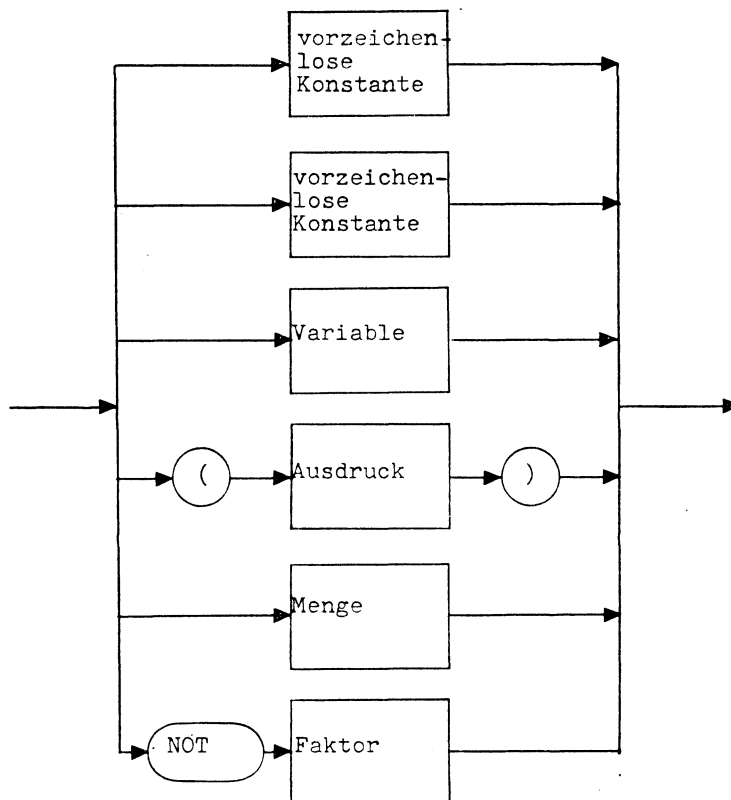 vorzeichen-
lose
Konstante
vorzeichen-
lose
Konstante
Variable
( Ausdruck )
Menge
NOT Faktor